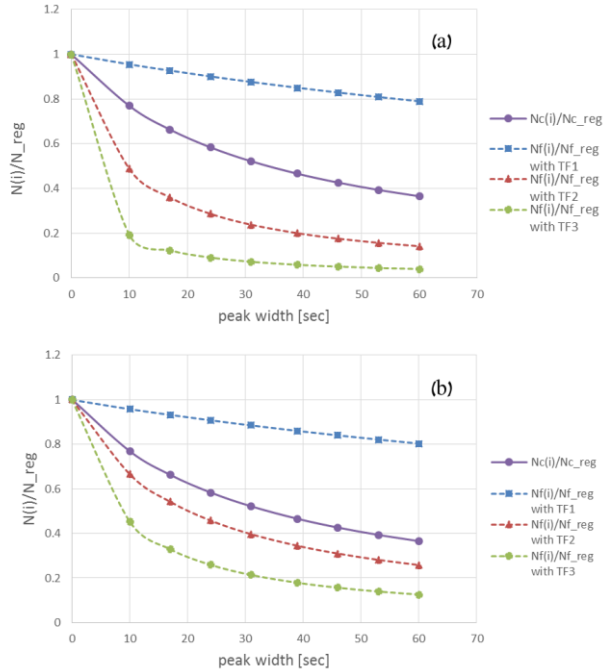 (a)
1.2
1
0.8
0.6
0.4
0.2
0
N(i)/N_reg
0 10 20 30 40 50 60 70
peak width [sec]
Nc(i)/Nc_reg
Nf(i)/Nf_reg
with TF1
Nf(i)/Nf_reg
with TF2
Nf(i)/Nf_reg
with TF3
(b)
1.2
1
0.8
0.6
0.4
0.2
0
N(i)/N_reg
0 10 20 30 40 50 60 70
peak width [sec]
Nc(i)/Nc_reg
Nf(i)/Nf_reg
with TF1
Nf(i)/Nf_reg
with TF2
Nf(i)/Nf_reg
with TF3